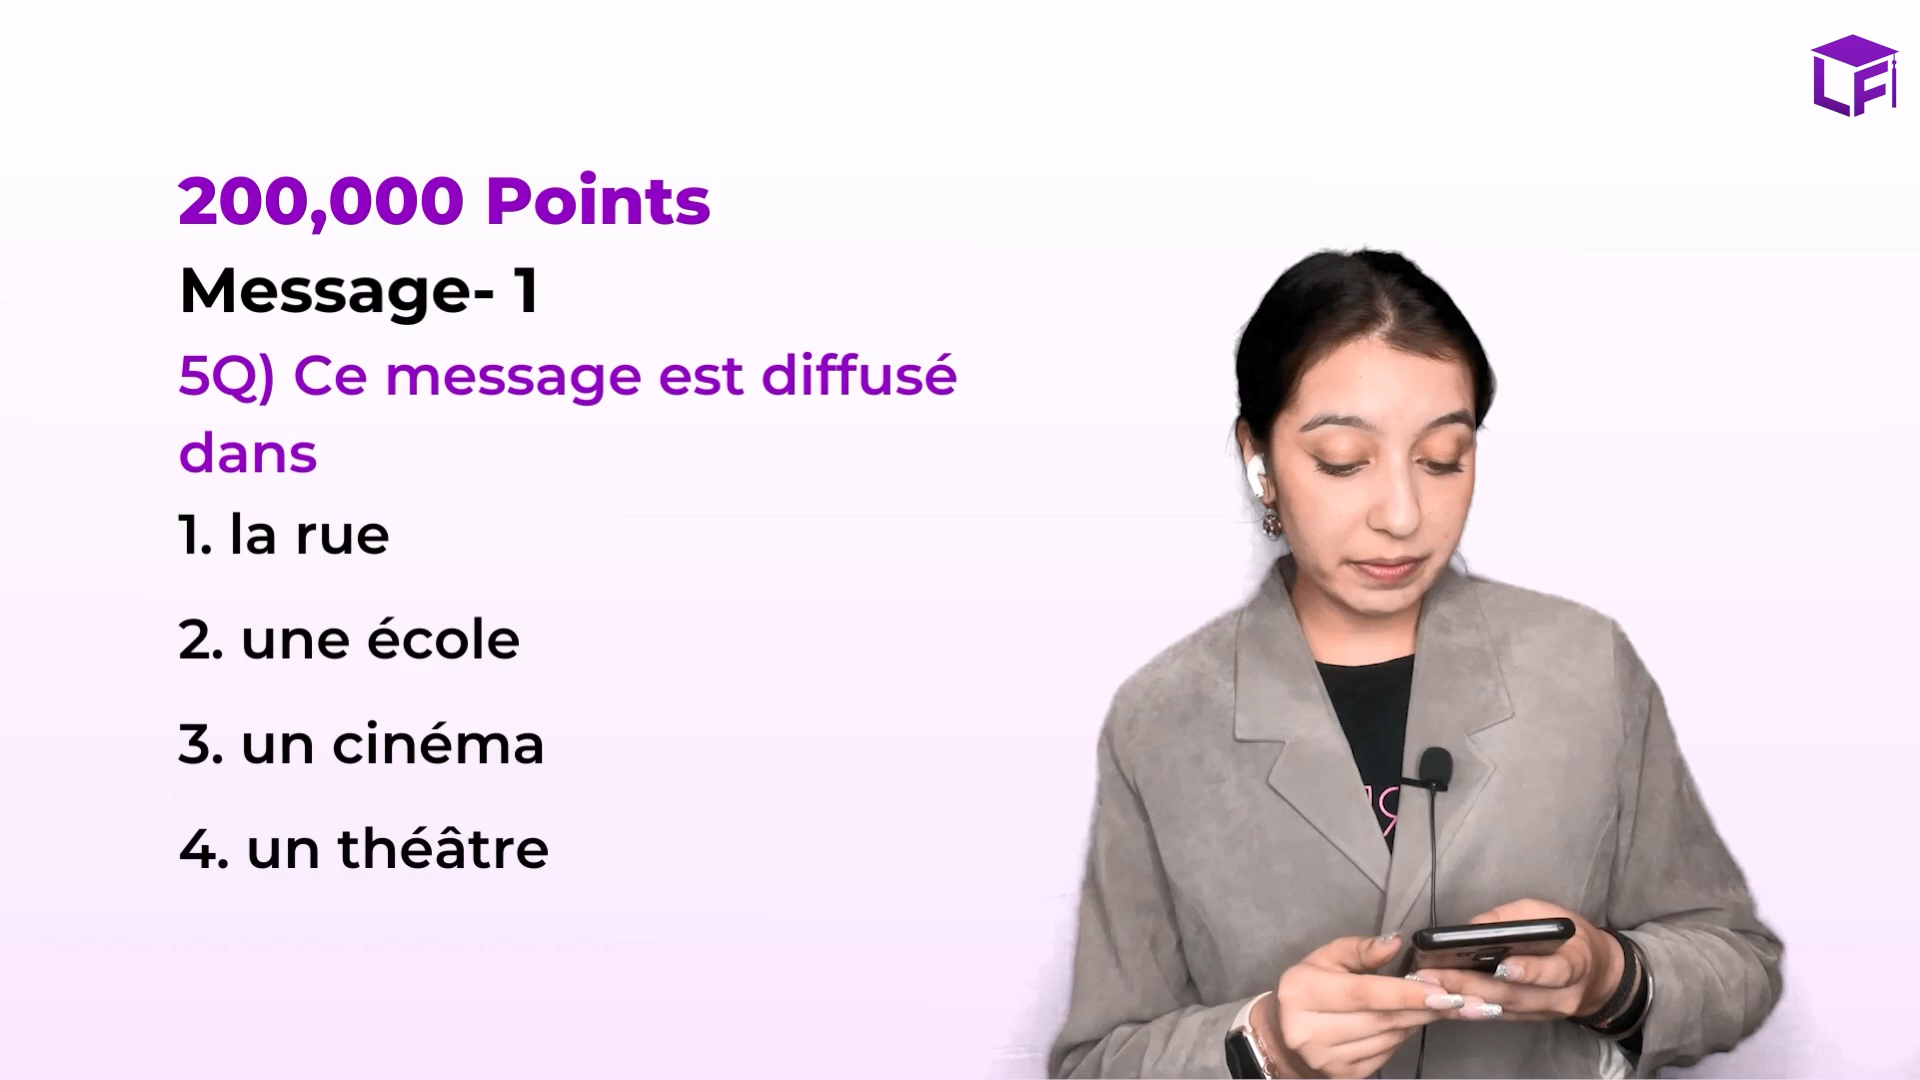 LF
200,000 Points
Message- 1
5Q) Ce message est diffusé
dans
1. la rue
2. une école
3. un cinéma
4. un théâtre